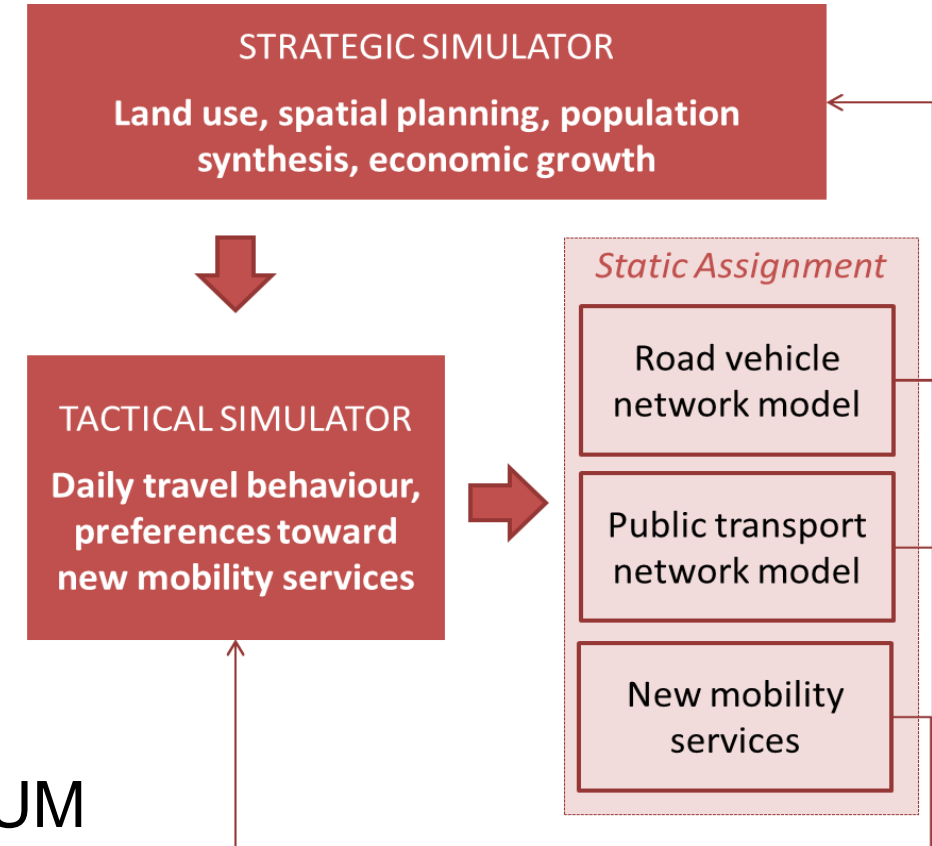 STRATEGIC SIMULATOR
Land use, spatial planning, population
synthesis, economic growth
Static Assignment
Road vehicle
network model
TACTICAL SIMULATOR
Daily travel behaviour,
preferences toward
new mobility services
Public transport
network model
New mobility
services
UM